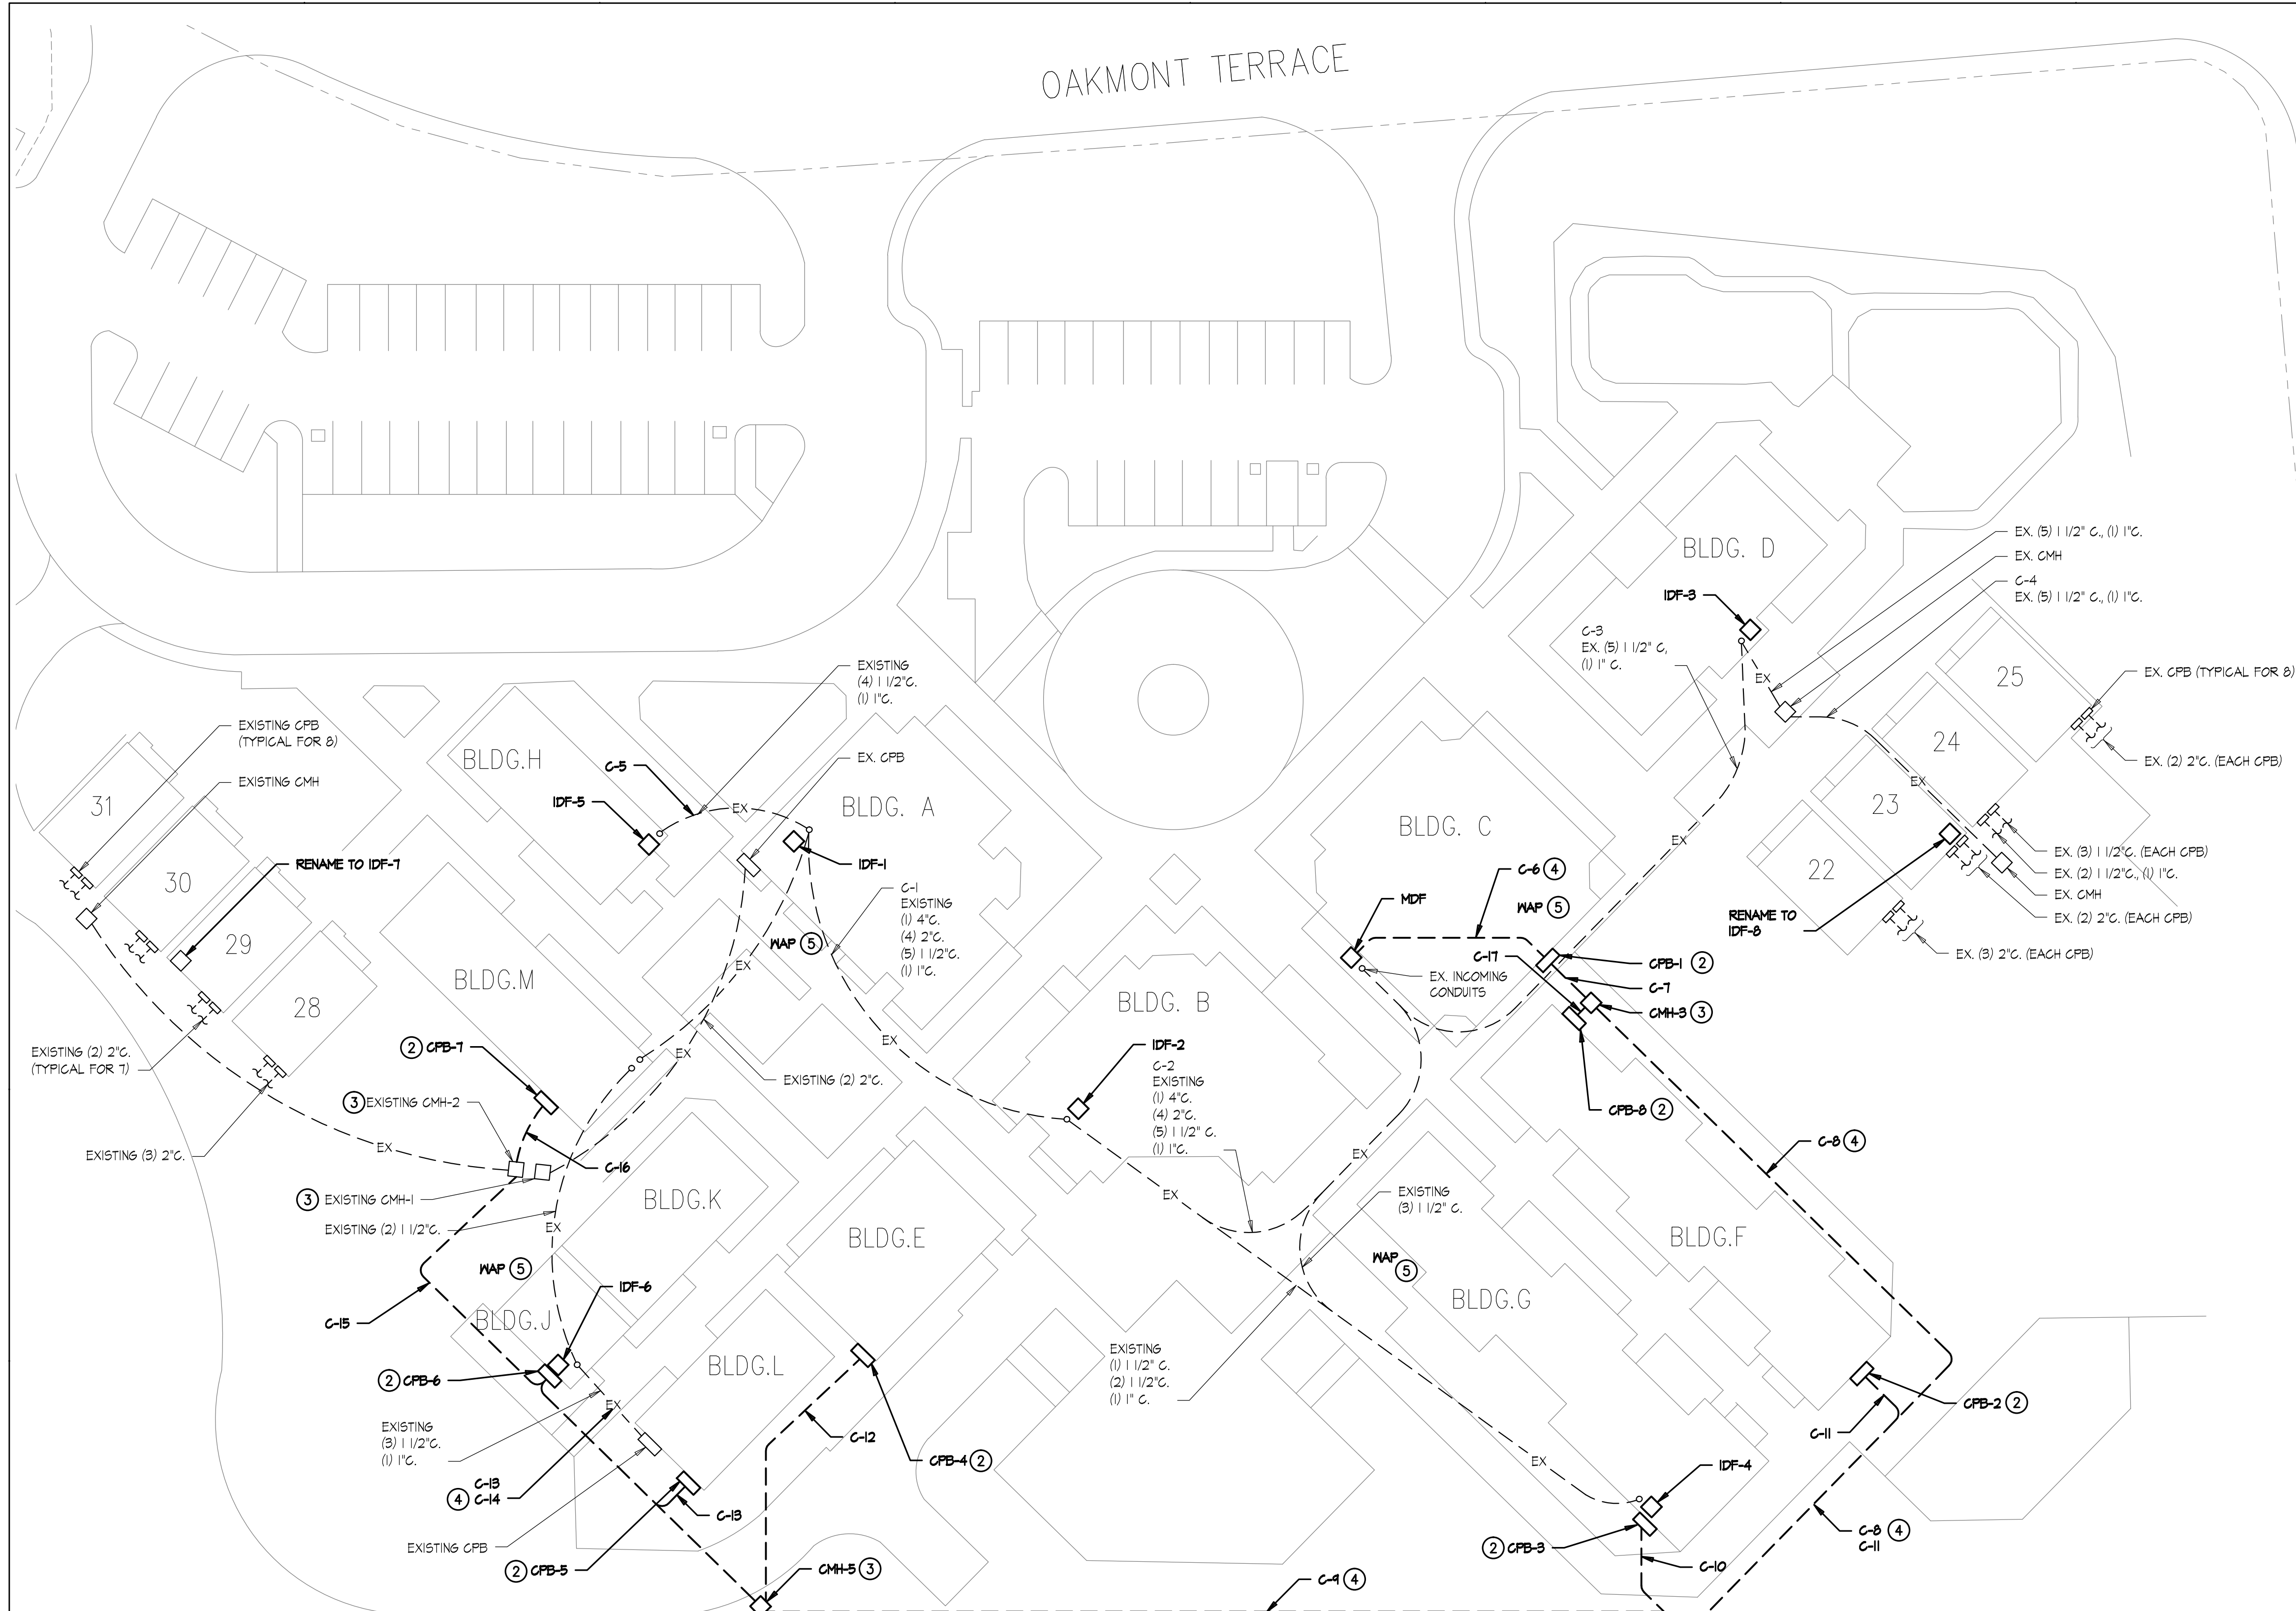 OAKMONT TERRACE
BLDG. D
IDF-3
C-3
EX. (5) 1 1/2" C,
(1) 1" C.
EX
EX. (5) 1 1/2" C., (1) 1"C.
EX. CMH
C-4
EX. (5) 1 1/2" C., (1) 1"C.
25
24
23
22
EX
EX. CPB (TYPICAL FOR 8)
EX. (2) 2"C. (EACH CPB)
EX. (3) 1 1/2"C. (EACH CPB)
EX. (2) 1 1/2"C., (1) 1"C.
EX. CMH
EX. (2) 2"C. (EACH CPB)
EX. (3) 2"C. (EACH CPB)
RENAME TO
IDF-8
EX
EXISTING
(4) 1 1/2"C.
(1) 1"C.
EX. CPB
BLDG.H
C-5
IDF-5
EX
BLDG. A
IDF-1
C-1
EXISTING
(1) 4"C.
(4) 2"C.
(5) 1 1/2"C.
(1) 1"C.
WAP 5
EX
EX
EX
EXISTING (2) 2"C.
EXISTING CPB
(TYPICAL FOR 8)
EXISTING CMH
31
30
29
28
RENAME TO IDF-7
EXISTING (2) 2"C.
(TYPICAL FOR 7)
EXISTING (3) 2"C.
EX
BLDG.M
2 CPB-7
3 EXISTING CMH-2
C-16
3 EXISTING CMH-1
EXISTING (2) 1 1/2"C.
EX
BLDG. C
MDF
C-6 4
WAP 5
C-17
EX. INCOMING
CONDUITS
CPB-1 2
C-7
CMH-3 3
CPB-8 2
BLDG. B
IDF-2
C-2
EXISTING
(1) 4"C.
(4) 2"C.
(5) 1 1/2" C.
(1) 1"C.
EX
EX
EXISTING
(3) 1 1/2" C.
C-8 4
BLDG.K
BLDG.E
BLDG.F
WAP 5
BLDG.G
WAP 5
IDF-6
BLDG.J
C-15
2 CPB-6
BLDG.L
EX
EXISTING
(3) 1 1/2"C.
(1) 1"C.
C-13
4 C-14
EXISTING CPB
2 CPB-5
C-13
C-12
CPB-4 2
CMH-5 3
EXISTING
(1) 1 1/2" C.
(2) 1 1/2"C.
(1) 1" C.
EX
IDF-4
2 CPB-3
C-10
C-9 4
CPB-2 2
C-11
C-8 4
C-11